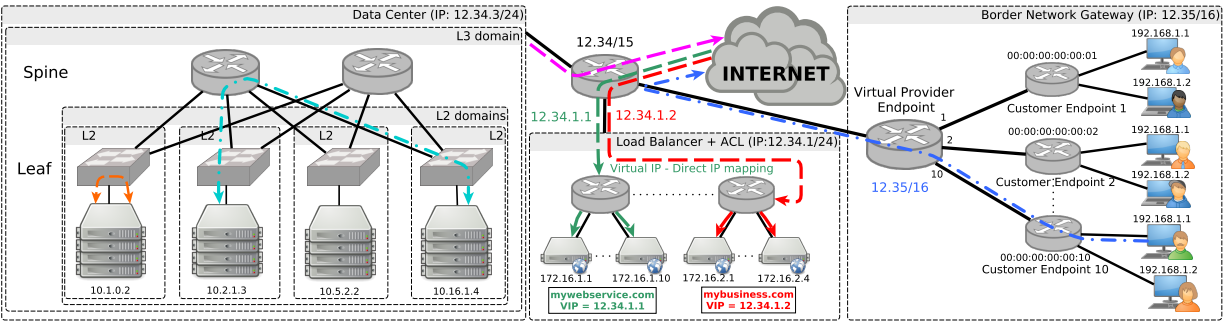 Data Center (IP: 12.34.3/24)
L3 domain
Spine
L2 domains
L2
L2
L2
L2
Leaf
10.1.0.2
10.2.1.3
10.5.2.2
10.16.1.4
12.34/15
INTERNET
12.34.1.1
12.34.1.2
Load Balancer + ACL (IP:12.34.1/24)
Virtual IP - Direct IP mapping
172.16.1.1
172.16.1.10
172.16.2.1
172.16.2.4
mywebservice.com
VIP = 12.34.1.1
mybusiness.com
VIP = 12.34.1.2
Border Network Gateway (IP: 12.35/16)
Virtual Provider
Endpoint
1
2
10
12.35/16
00:00:00:00:00:01
Customer Endpoint 1
00:00:00:00:00:02
Customer Endpoint 2
00:00:00:00:00:10
Customer Endpoint 10
192.168.1.1
192.168.1.2
192.168.1.1
192.168.1.2
192.168.1.1
192.168.1.2